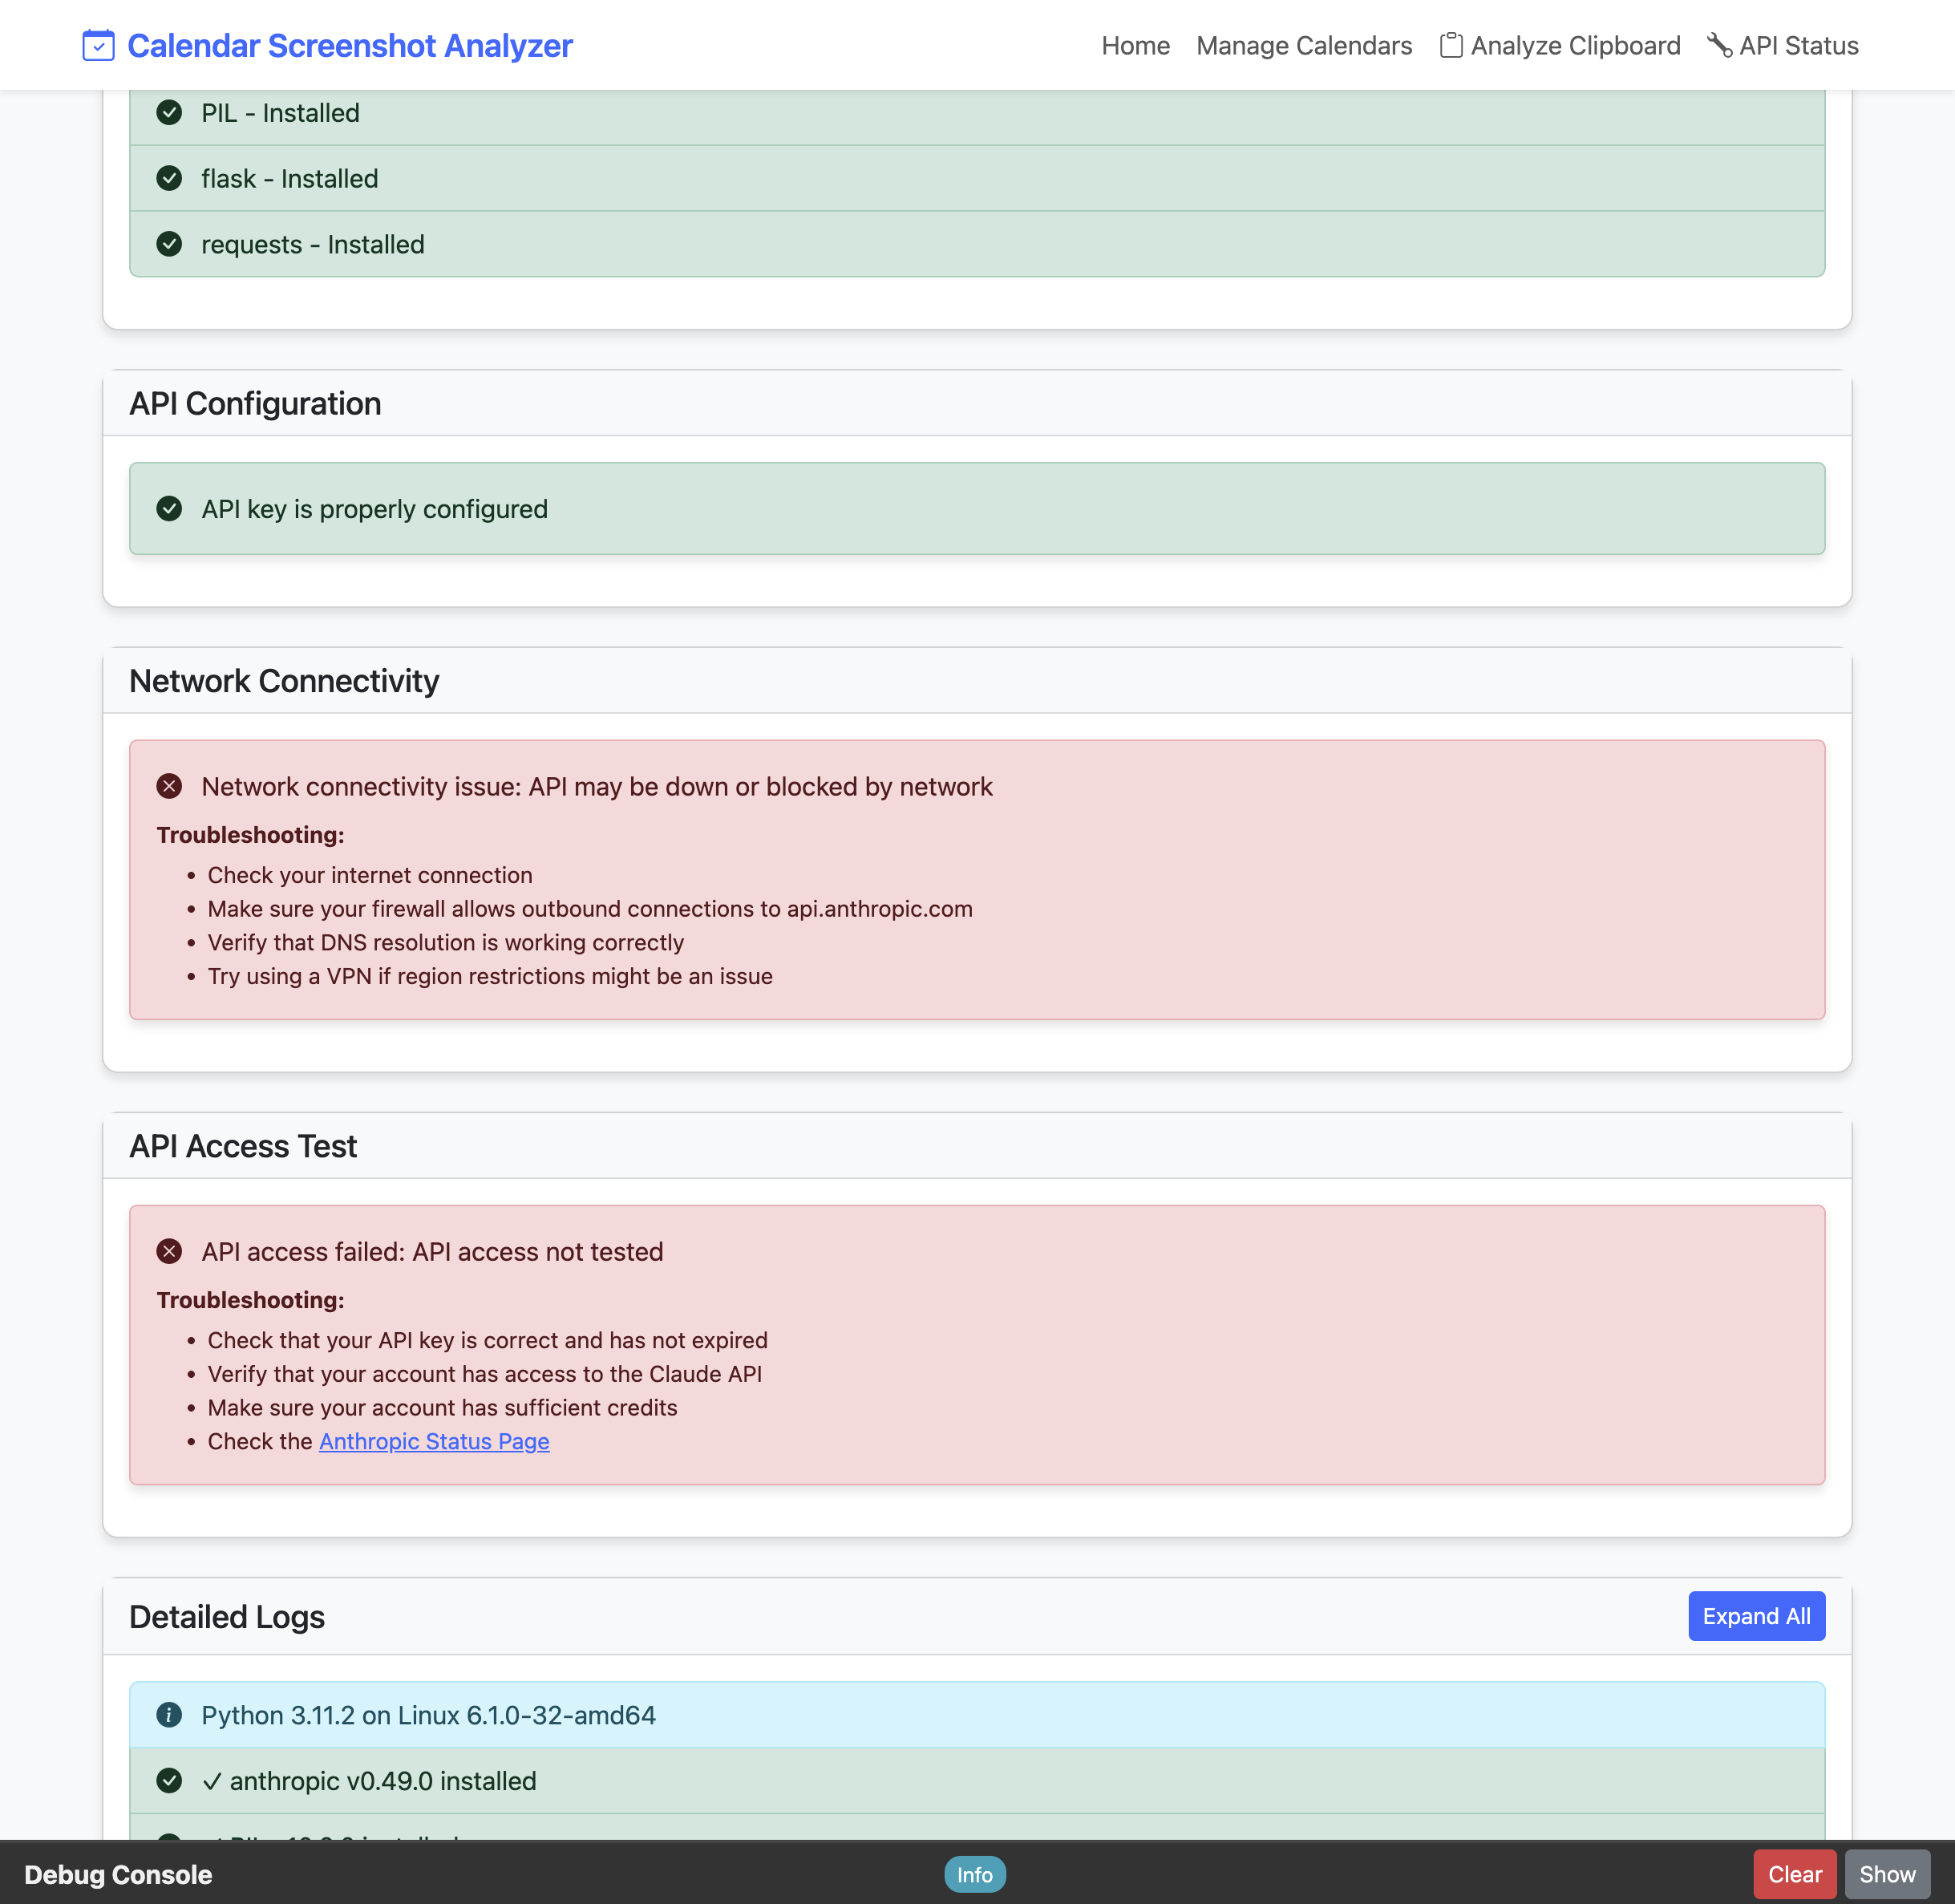 Calendar Screenshot Analyzer
Home
Manage Calendars
Analyze Clipboard
API Status
PIL - Installed
flask - Installed
requests - Installed
API Configuration
API key is properly configured
Network Connectivity
Network connectivity issue: API may be down or blocked by network
Troubleshooting:
• Check your internet connection
• Make sure your firewall allows outbound connections to api.anthropic.com
• Verify that DNS resolution is working correctly
• Try using a VPN if region restrictions might be an issue
API Access Test
API access failed: API access not tested
Troubleshooting:
• Check that your API key is correct and has not expired
• Verify that your account has access to the Claude API
• Make sure your account has sufficient credits
• Check the Anthropic Status Page
Detailed Logs
Expand All
Python 3.11.2 on Linux 6.1.0-32-amd64
✓ anthropic v0.49.0 installed
Debug Console
Info
Clear
Show